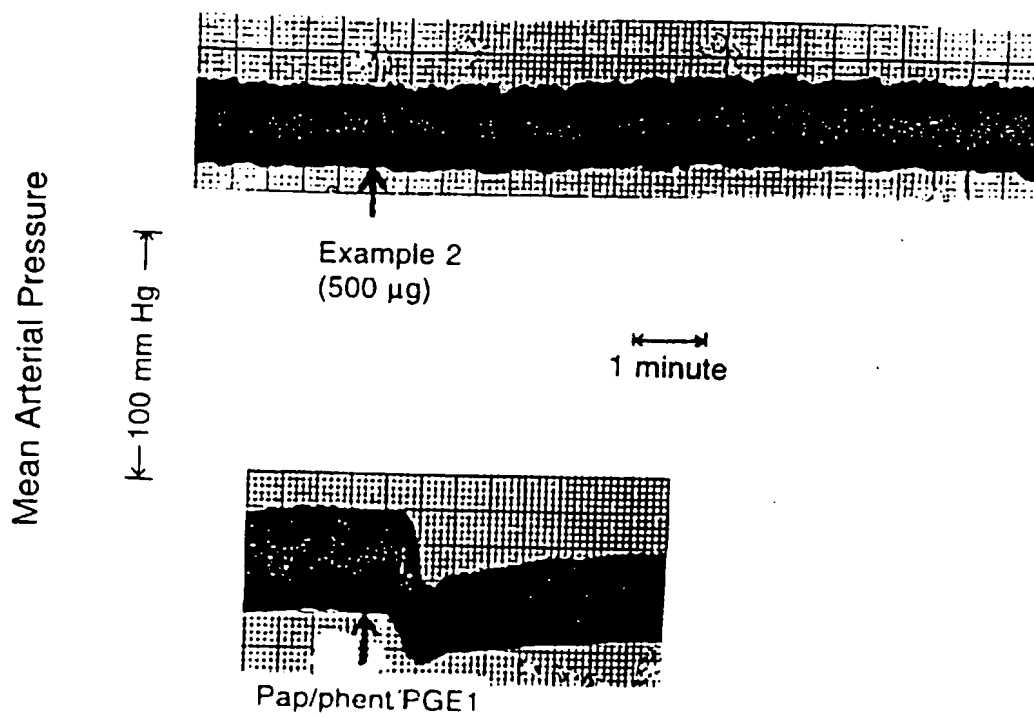 Mean Arterial Pressure
100 mm Hg
Example 2
(500 µg)
1 minute
Pap/phent/PGE1